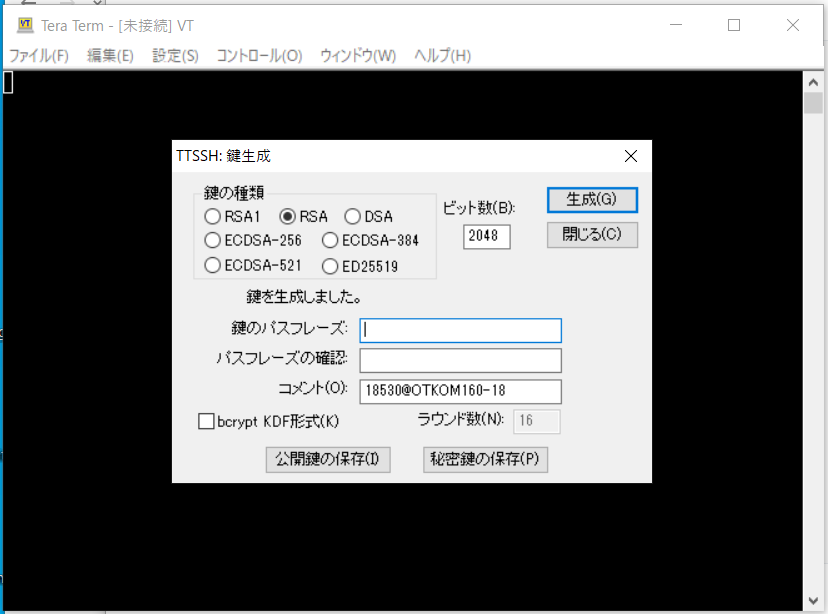 VT
Tera Term - [未接続] VT
ファイル(F) 編集(E) 設定(S) コントロール(O) ウィンドウ(W) ヘルプ(H)
TTSSH: 鍵生成
鍵の種類
RSA1 RSA DSA
ECDSA-256 ECDSA-384
ECDSA-521 ED25519
ビット数(B):
2048
生成(G)
閉じる(C)
鍵を生成しました。
鍵のパスフレーズ:
パスフレーズの確認:
コメント(O): 18530@OTKOM160-18
bcrypt KDF形式(K) ラウンド数(N): 16
公開鍵の保存(I) 秘密鍵の保存(P)